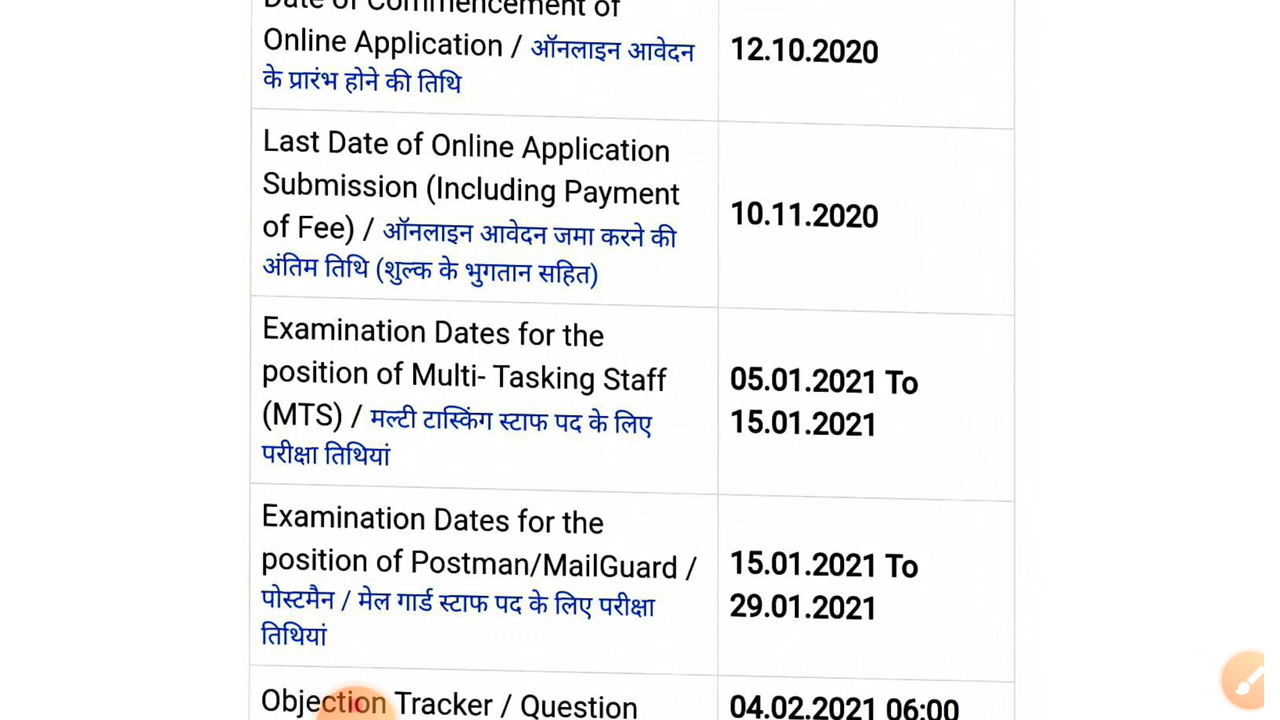 Date of Commencement of
Online Application / ऑनलाइन आवेदन
के प्रारंभ होने की तिथि
12.10.2020
Last Date of Online Application
Submission (Including Payment
of Fee) / ऑनलाइन आवेदन जमा करने की
अंतिम तिथि (शुल्क के भुगतान सहित)
10.11.2020
Examination Dates for the
position of Multi- Tasking Staff
(MTS) / मल्टी टास्किंग स्टाफ पद के लिए
परीक्षा तिथियां
05.01.2021 To
15.01.2021
Examination Dates for the
position of Postman/MailGuard /
पोस्टमैन / मेल गार्ड स्टाफ पद के लिए परीक्षा
तिथियां
15.01.2021 To
29.01.2021
Objection Tracker / Question
04.02.2021 06:00